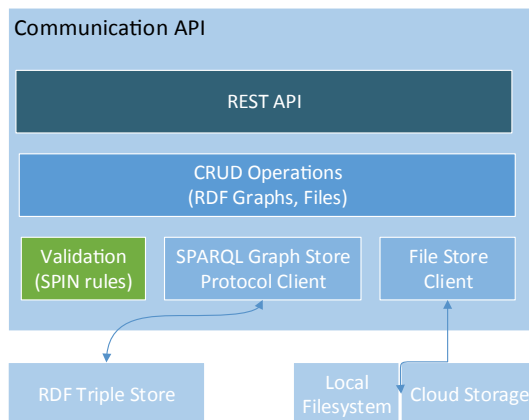 Communication API
REST API
CRUD Operations
(RDF Graphs, Files)
Validation
(SPIN rules)
SPARQL Graph Store
Protocol Client
File Store
Client
RDF Triple Store
Local
Filesystem
Cloud Storage